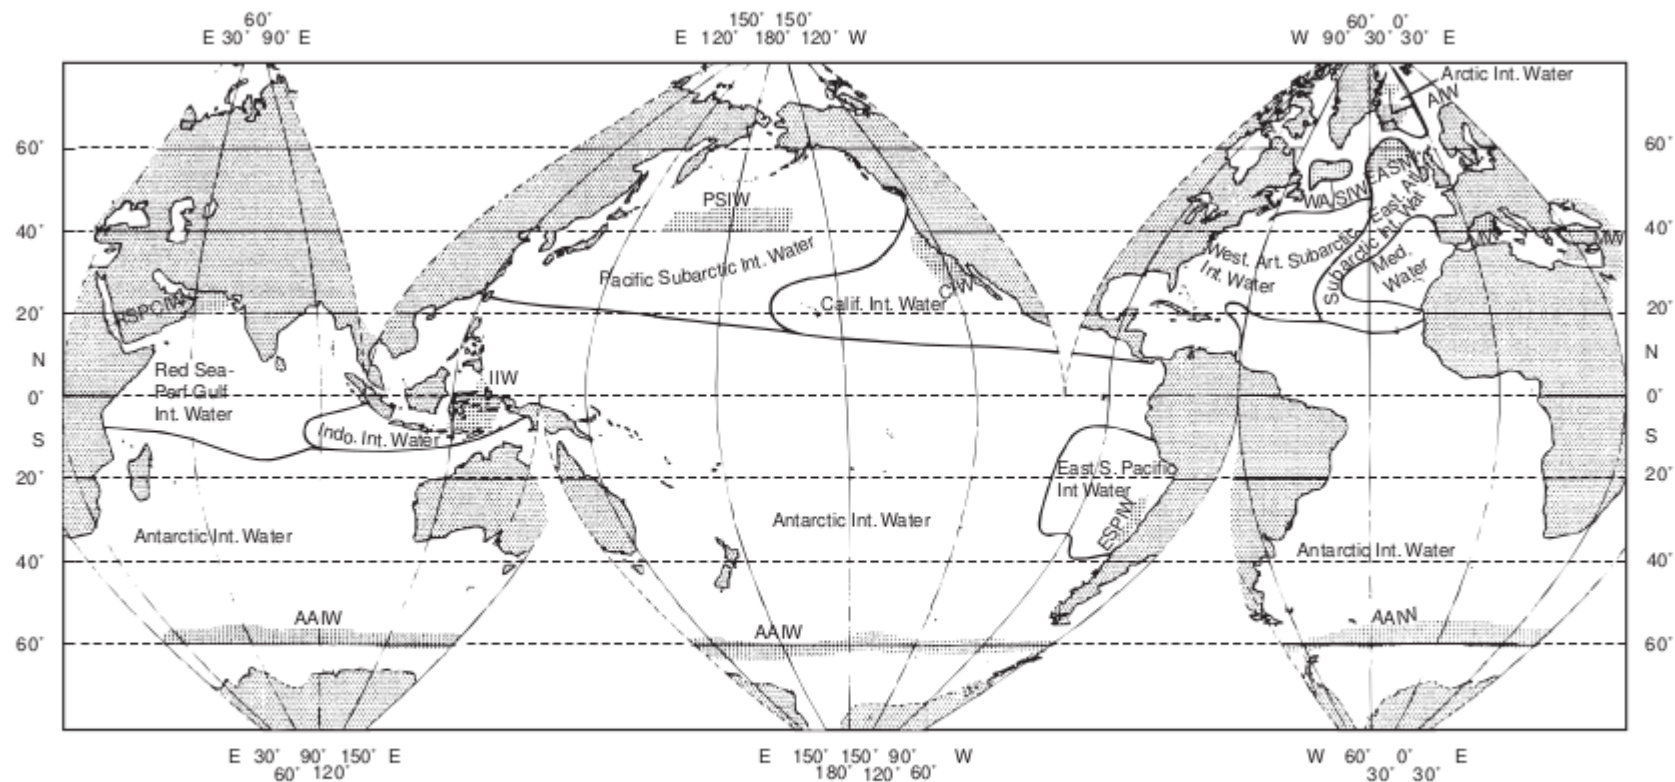 60° 150° 150° 60° 0°
E 30° 90° E E 120° 180° 120° W W 90° 30° 30° E
Arctic Int. Water
AIW
60° 60°
PSIW
WA/SIW EASIW
East. Atl.
Subarctic Int. Wat
40° 40°
MW MW
West. Art. Subarctic
Int. Water
Med.
Water
Pacific Subarctic Int. Water
CIW
Calif. Int. Water
RSPGIW
20° 20°
N N
Red Sea-
Perf Gulf
Int. Water
IIW
0° 0°
Indo. Int. Water
S S
East S. Pacific
Int Water
20° 20°
ESPIW
Antarctic Int. Water
Antarctic Int. Water
Antarctic Int. Water
40° 40°
AAIW
AAIW
AAIW
60° 60°
E 30° 90° 150° E E 150° 150° 90° W W 60° 0° E
60° 120° 180° 120° 60° 30° 30°